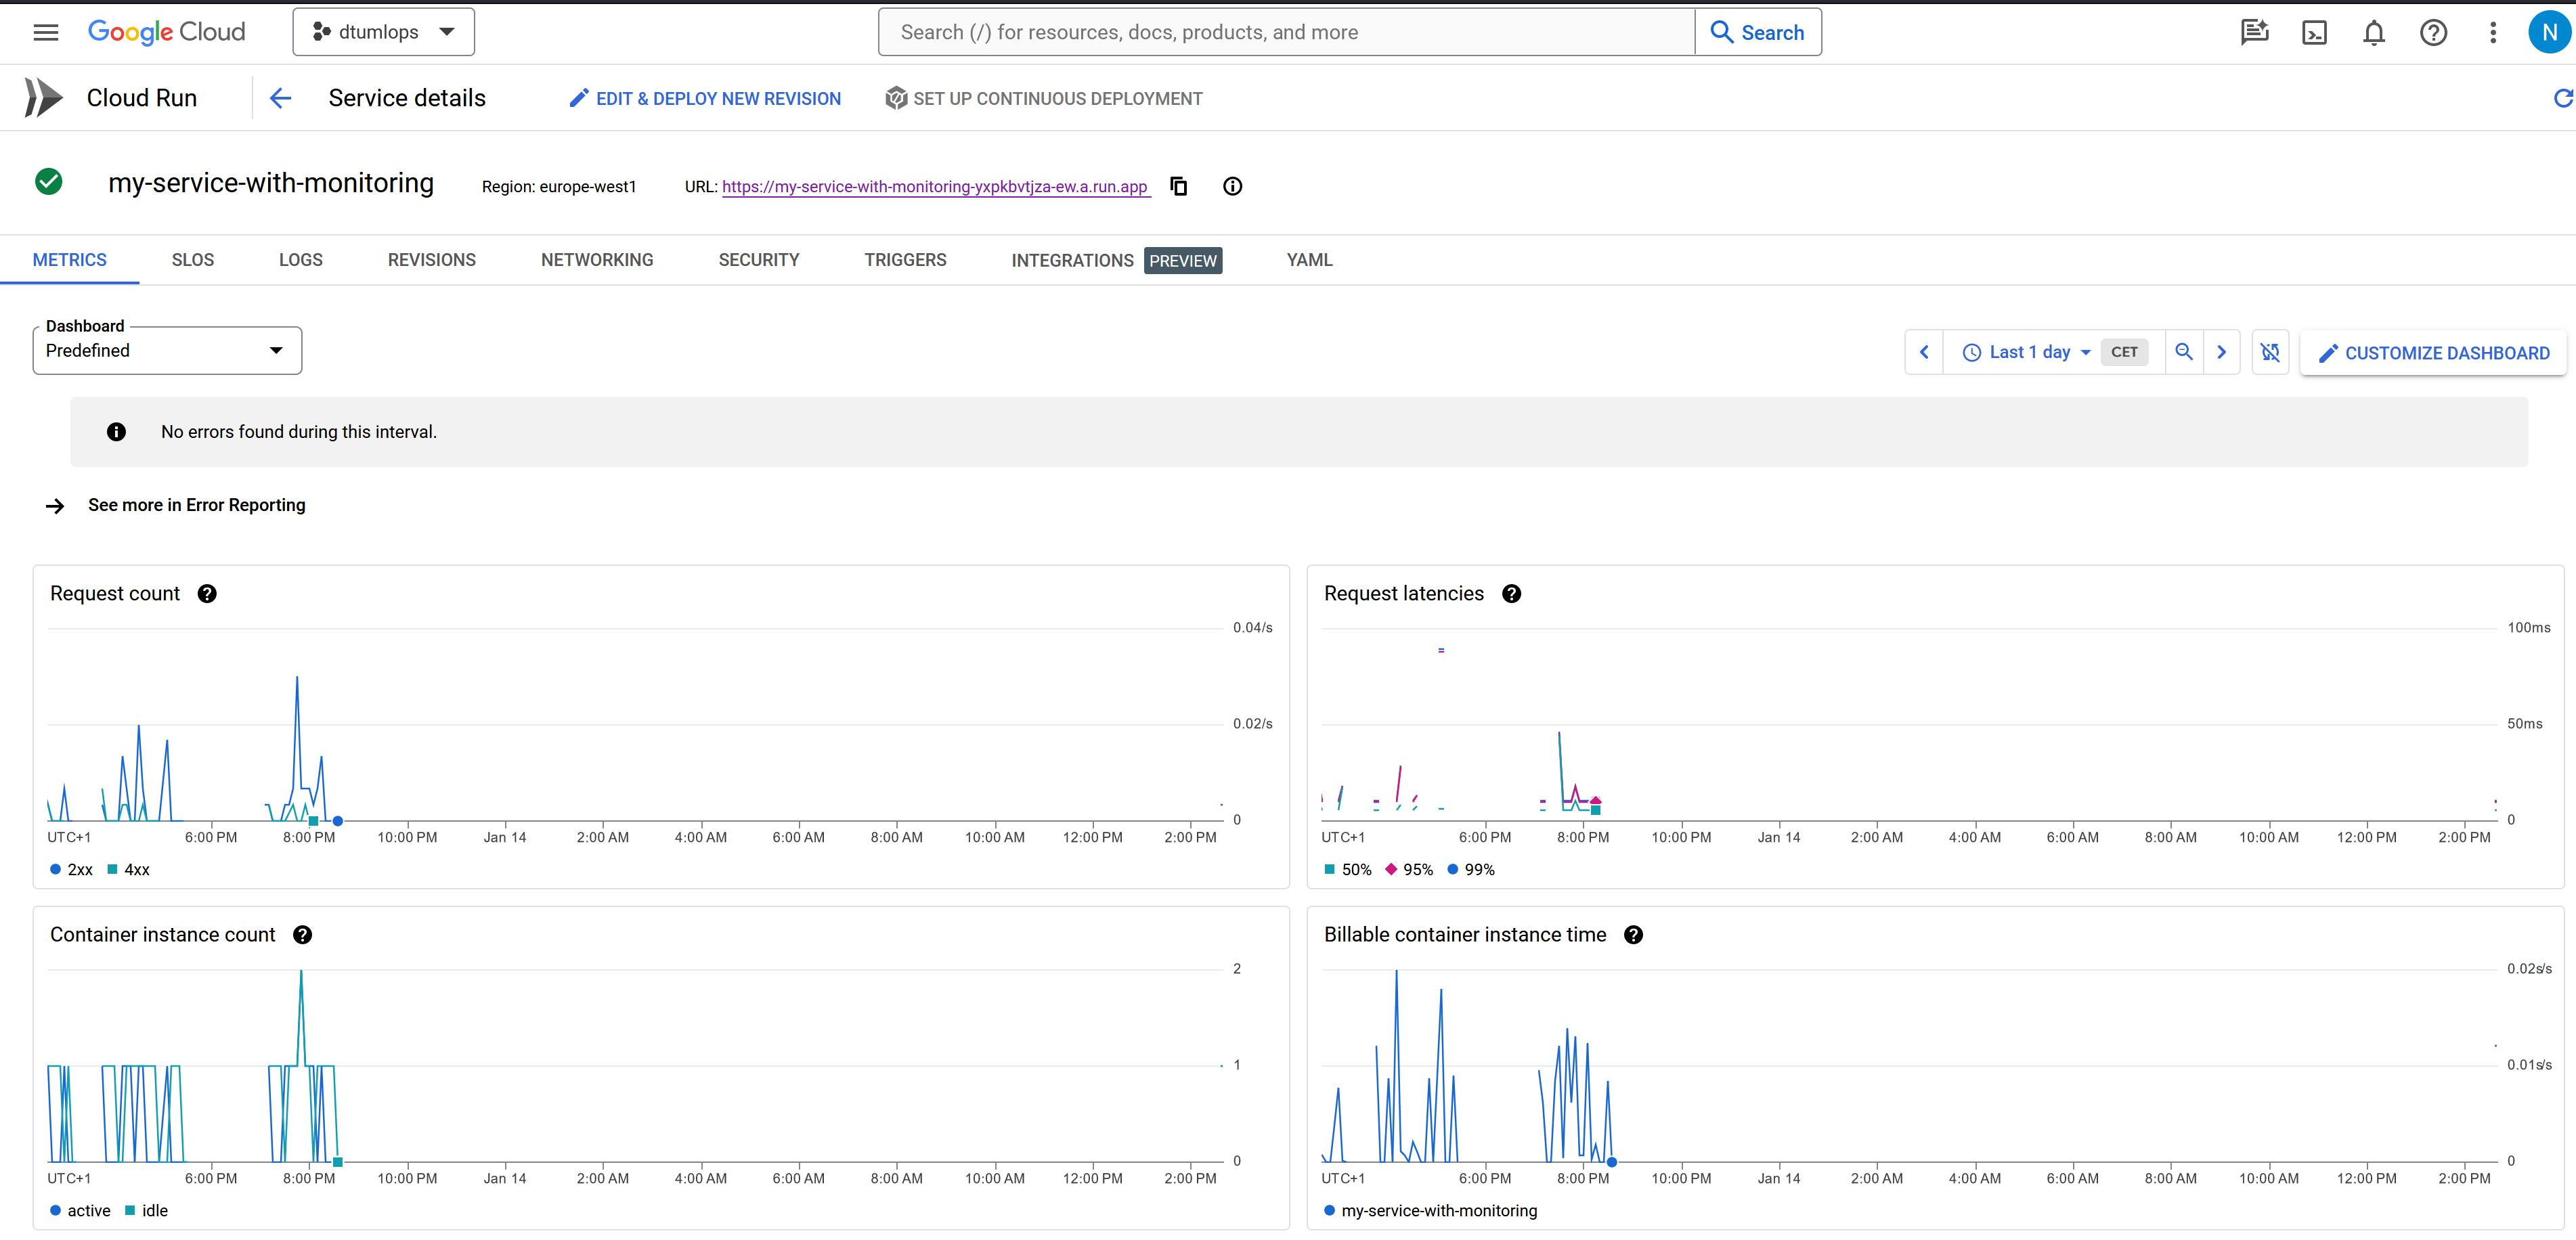 Google Cloud dtumlops Search (/) for resources, docs, products, and more Search N
Cloud Run Service details EDIT & DEPLOY NEW REVISION SET UP CONTINUOUS DEPLOYMENT
my-service-with-monitoring Region: europe-west1 URL: https://my-service-with-monitoring-yxpkbvtjza-ew.a.run.app
METRICS SLOS LOGS REVISIONS NETWORKING SECURITY TRIGGERS INTEGRATIONS PREVIEW YAML
Dashboard
Predefined
Last 1 day CET CUSTOMIZE DASHBOARD
No errors found during this interval.
See more in Error Reporting
Request count
0.04/s
0.02/s
0
UTC+1 6:00 PM 8:00 PM 10:00 PM Jan 14 2:00 AM 4:00 AM 6:00 AM 8:00 AM 10:00 AM 12:00 PM 2:00 PM
2xx 4xx
Request latencies
100ms
50ms
0
UTC+1 6:00 PM 8:00 PM 10:00 PM Jan 14 2:00 AM 4:00 AM 6:00 AM 8:00 AM 10:00 AM 12:00 PM 2:00 PM
50% 95% 99%
Container instance count
2
1
0
UTC+1 6:00 PM 8:00 PM 10:00 PM Jan 14 2:00 AM 4:00 AM 6:00 AM 8:00 AM 10:00 AM 12:00 PM 2:00 PM
active idle
Billable container instance time
0.02s/s
0.01s/s
0
UTC+1 6:00 PM 8:00 PM 10:00 PM Jan 14 2:00 AM 4:00 AM 6:00 AM 8:00 AM 10:00 AM 12:00 PM 2:00 PM
my-service-with-monitoring